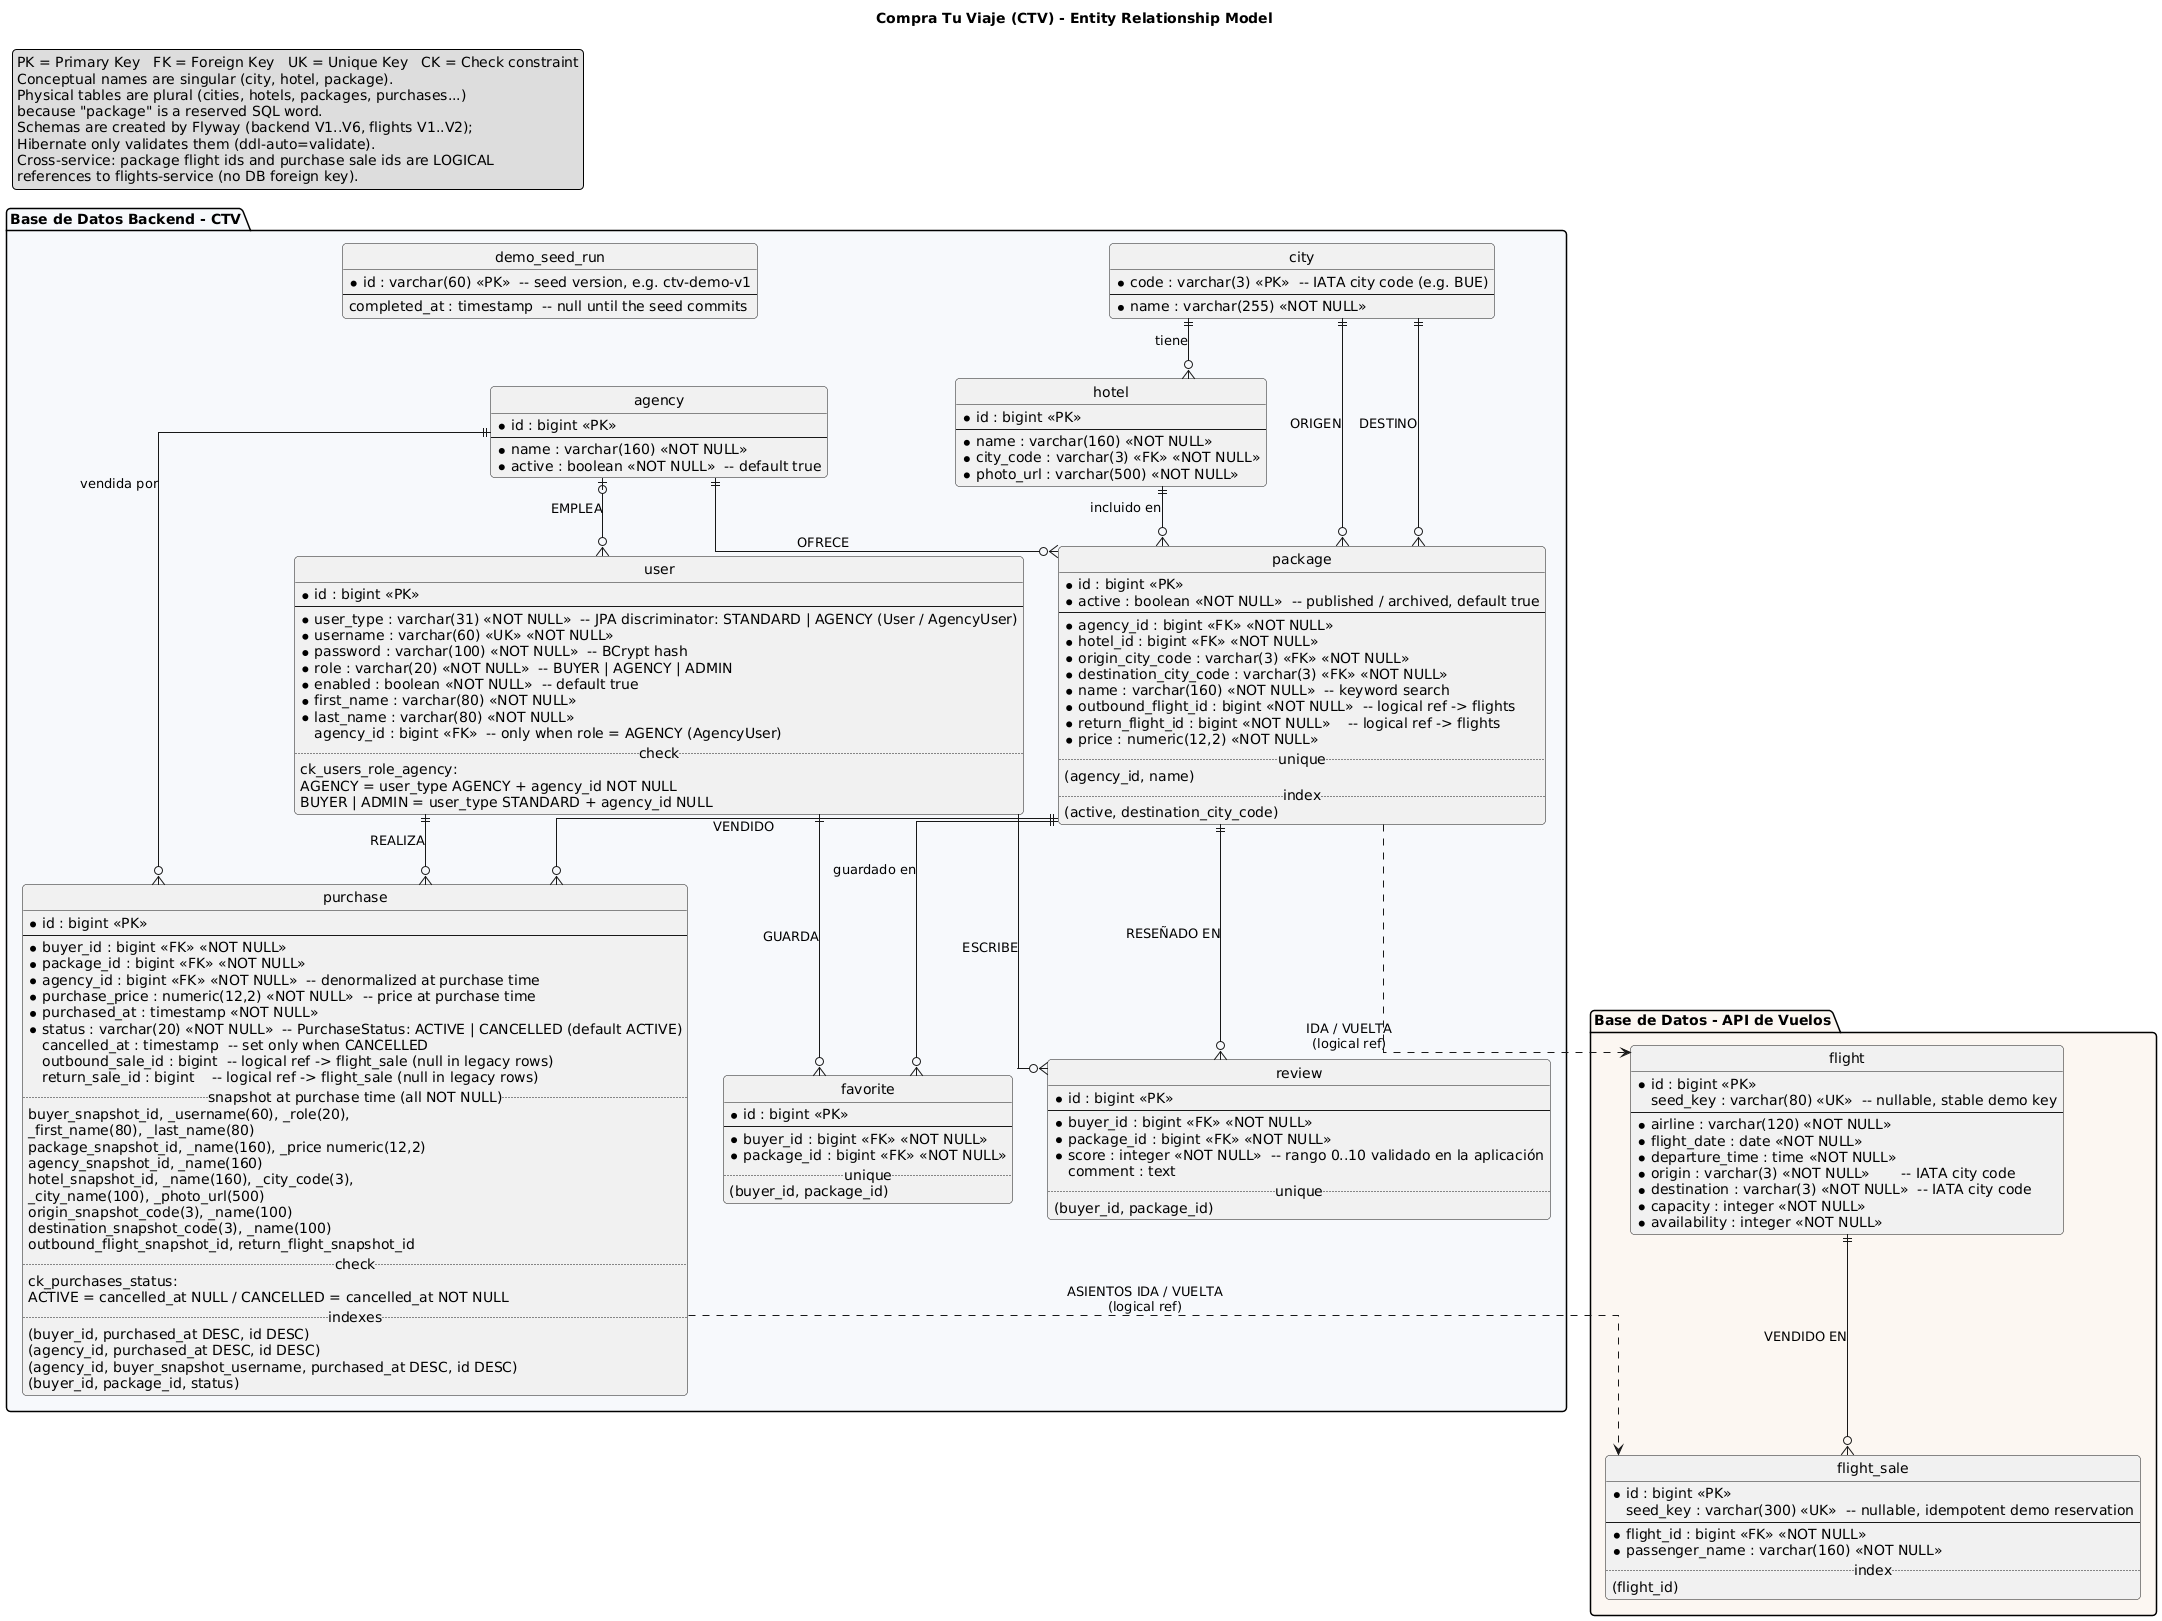 Compra Tu Viaje (CTV) - Entity Relationship Model
PK = Primary Key   FK = Foreign Key   UK = Unique Key   CK = Check constraint
Conceptual names are singular (city, hotel, package).
Physical tables are plural (cities, hotels, packages, purchases...)
because "package" is a reserved SQL word.
Schemas are created by Flyway (backend V1..V6, flights V1..V2);
Hibernate only validates them (ddl-auto=validate).
Cross-service: package flight ids and purchase sale ids are LOGICAL
references to flights-service (no DB foreign key).
Base de Datos Backend - CTV
demo_seed_run
id : varchar(60) «PK»  -- seed version, e.g. ctv-demo-v1
completed_at : timestamp  -- null until the seed commits
city
code : varchar(3) «PK»  -- IATA city code (e.g. BUE)
name : varchar(255) «NOT NULL»
tiene
ORIGEN
DESTINO
agency
id : bigint «PK»
name : varchar(160) «NOT NULL»
active : boolean «NOT NULL»  -- default true
hotel
id : bigint «PK»
name : varchar(160) «NOT NULL»
city_code : varchar(3) «FK» «NOT NULL»
photo_url : varchar(500) «NOT NULL»
vendida por
EMPLEA
OFRECE
incluido en
user
id : bigint «PK»
user_type : varchar(31) «NOT NULL»  -- JPA discriminator: STANDARD | AGENCY (User / AgencyUser)
username : varchar(60) «UK» «NOT NULL»
password : varchar(100) «NOT NULL»  -- BCrypt hash
role : varchar(20) «NOT NULL»  -- BUYER | AGENCY | ADMIN
enabled : boolean «NOT NULL»  -- default true
first_name : varchar(80) «NOT NULL»
last_name : varchar(80) «NOT NULL»
agency_id : bigint «FK»  -- only when role = AGENCY (AgencyUser)
check
ck_users_role_agency:
AGENCY = user_type AGENCY + agency_id NOT NULL
BUYER | ADMIN = user_type STANDARD + agency_id NULL
package
id : bigint «PK»
active : boolean «NOT NULL»  -- published / archived, default true
agency_id : bigint «FK» «NOT NULL»
hotel_id : bigint «FK» «NOT NULL»
origin_city_code : varchar(3) «FK» «NOT NULL»
destination_city_code : varchar(3) «FK» «NOT NULL»
name : varchar(160) «NOT NULL»  -- keyword search
outbound_flight_id : bigint «NOT NULL»  -- logical ref -> flights
return_flight_id : bigint «NOT NULL»    -- logical ref -> flights
price : numeric(12,2) «NOT NULL»
unique
(agency_id, name)
index
(active, destination_city_code)
REALIZA
VENDIDO
guardado en
GUARDA
ESCRIBE
RESEÑADO EN
IDA / VUELTA
(logical ref)
purchase
id : bigint «PK»
buyer_id : bigint «FK» «NOT NULL»
package_id : bigint «FK» «NOT NULL»
agency_id : bigint «FK» «NOT NULL»  -- denormalized at purchase time
purchase_price : numeric(12,2) «NOT NULL»  -- price at purchase time
purchased_at : timestamp «NOT NULL»
status : varchar(20) «NOT NULL»  -- PurchaseStatus: ACTIVE | CANCELLED (default ACTIVE)
cancelled_at : timestamp  -- set only when CANCELLED
outbound_sale_id : bigint  -- logical ref -> flight_sale (null in legacy rows)
return_sale_id : bigint    -- logical ref -> flight_sale (null in legacy rows)
snapshot at purchase time (all NOT NULL)
buyer_snapshot_id, _username(60), _role(20),
_first_name(80), _last_name(80)
package_snapshot_id, _name(160), _price numeric(12,2)
agency_snapshot_id, _name(160)
hotel_snapshot_id, _name(160), _city_code(3),
_city_name(100), _photo_url(500)
origin_snapshot_code(3), _name(100)
destination_snapshot_code(3), _name(100)
outbound_flight_snapshot_id, return_flight_snapshot_id
check
ck_purchases_status:
ACTIVE = cancelled_at NULL / CANCELLED = cancelled_at NOT NULL
indexes
(buyer_id, purchased_at DESC, id DESC)
(agency_id, purchased_at DESC, id DESC)
(agency_id, buyer_snapshot_username, purchased_at DESC, id DESC)
(buyer_id, package_id, status)
favorite
id : bigint «PK»
buyer_id : bigint «FK» «NOT NULL»
package_id : bigint «FK» «NOT NULL»
unique
(buyer_id, package_id)
review
id : bigint «PK»
buyer_id : bigint «FK» «NOT NULL»
package_id : bigint «FK» «NOT NULL»
score : integer «NOT NULL»  -- rango 0..10 validado en la aplicación
comment : text
unique
(buyer_id, package_id)
ASIENTOS IDA / VUELTA
(logical ref)
Base de Datos - API de Vuelos
flight
id : bigint «PK»
seed_key : varchar(80) «UK»  -- nullable, stable demo key
airline : varchar(120) «NOT NULL»
flight_date : date «NOT NULL»
departure_time : time «NOT NULL»
origin : varchar(3) «NOT NULL»       -- IATA city code
destination : varchar(3) «NOT NULL»  -- IATA city code
capacity : integer «NOT NULL»
availability : integer «NOT NULL»
VENDIDO EN
flight_sale
id : bigint «PK»
seed_key : varchar(300) «UK»  -- nullable, idempotent demo reservation
flight_id : bigint «FK» «NOT NULL»
passenger_name : varchar(160) «NOT NULL»
index
(flight_id)